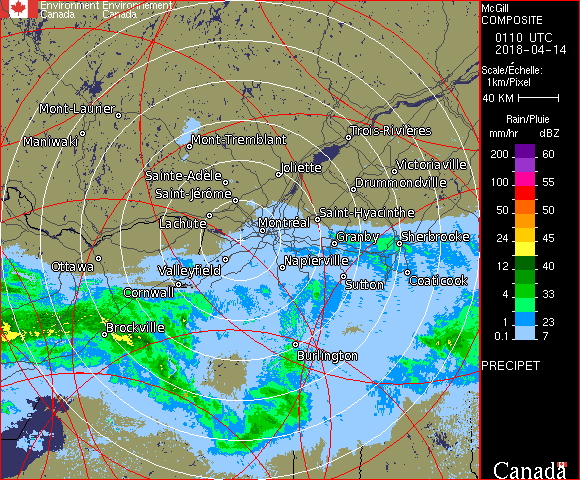 Environment Environnement
Canada Canada
McGill
COMPOSITE
0110 UTC
2018-04-14
Scale/Échelle:
1km/Pixel
40 KM
Rain/Pluie
mm/hr dBZ
200 60
100 55
50 50
24 45
12 40
4 33
1 23
0.1 7
PRECIPET
Canada
Mont-Laurier
Maniwaki
Mont-Tremblant
Trois-Rivières
Joliette
Victoriaville
Sainte-Adèle
Drummondville
Saint-Jérôme
Saint-Hyacinthe
Lachute
Montréal
Granby
Sherbrooke
Ottawa
Valleyfield
Napierville
Coaticook
Sutton
Cornwall
Brockville
Burlington